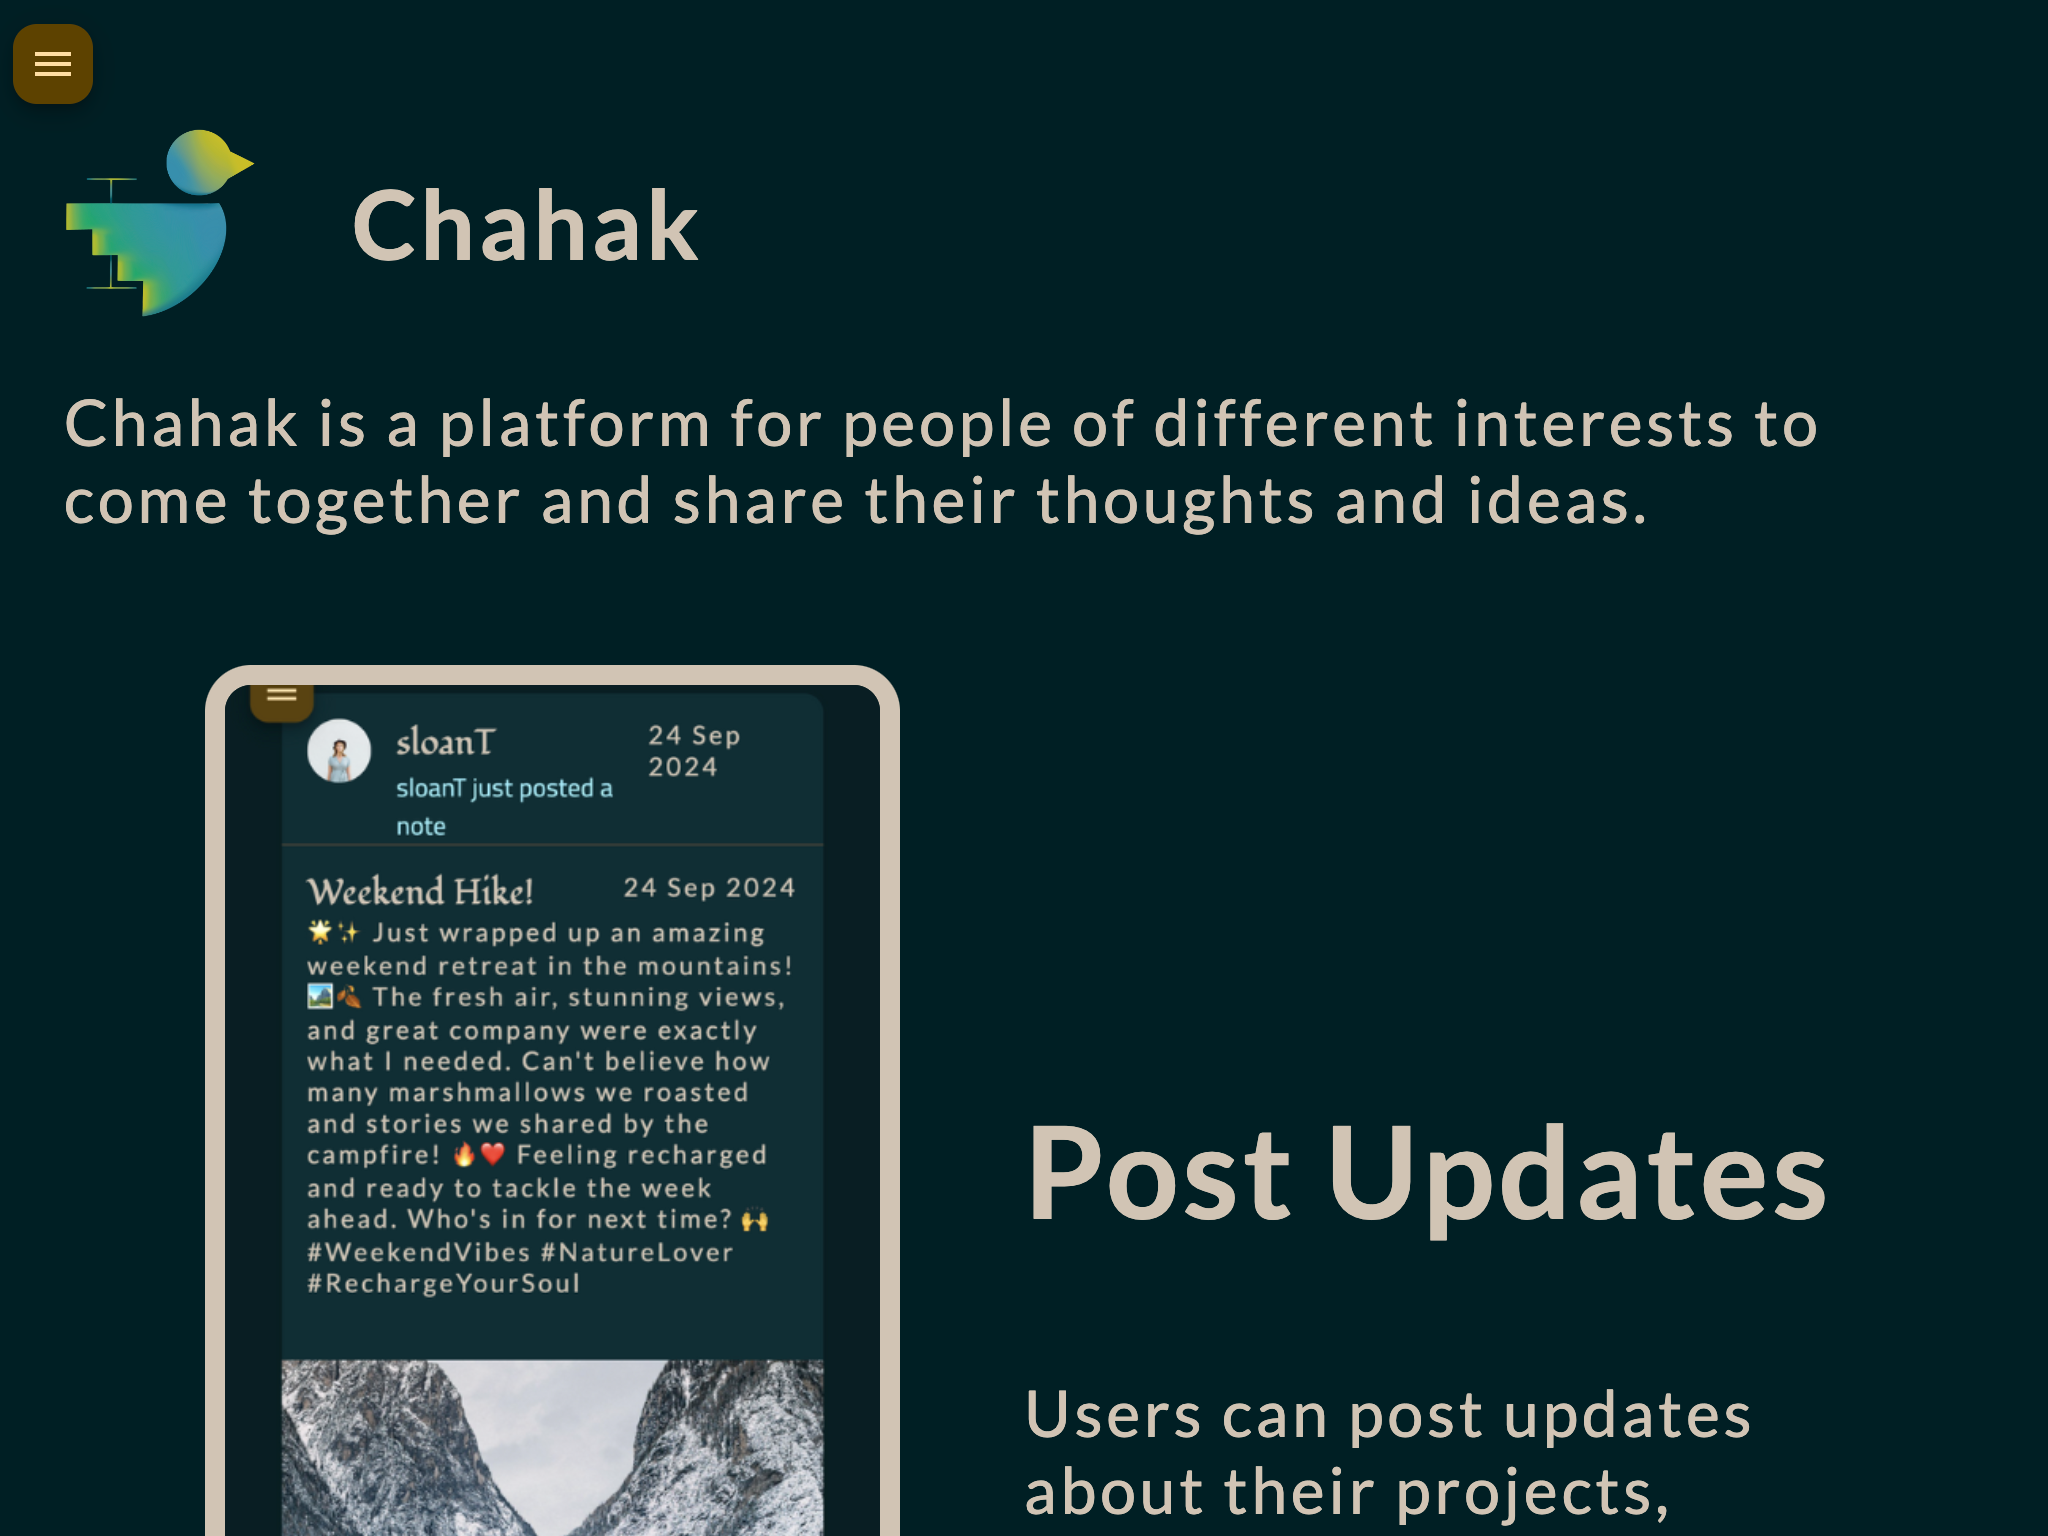 Chahak
Chahak is a platform for people of different interests to
come together and share their thoughts and ideas.
sloanT
24 Sep
2024
sloanT just posted a
note
Weekend Hike!
24 Sep 2024
🌟✨ Just wrapped up an amazing
weekend retreat in the mountains!
🏞️🍂 The fresh air, stunning views,
and great company were exactly
what I needed. Can't believe how
many marshmallows we roasted
and stories we shared by the
campfire! 🔥❤️ Feeling recharged
and ready to tackle the week
ahead. Who's in for next time? 🙌
#WeekendVibes #NatureLover
#RechargeYourSoul
Post Updates
Users can post updates
about their projects,